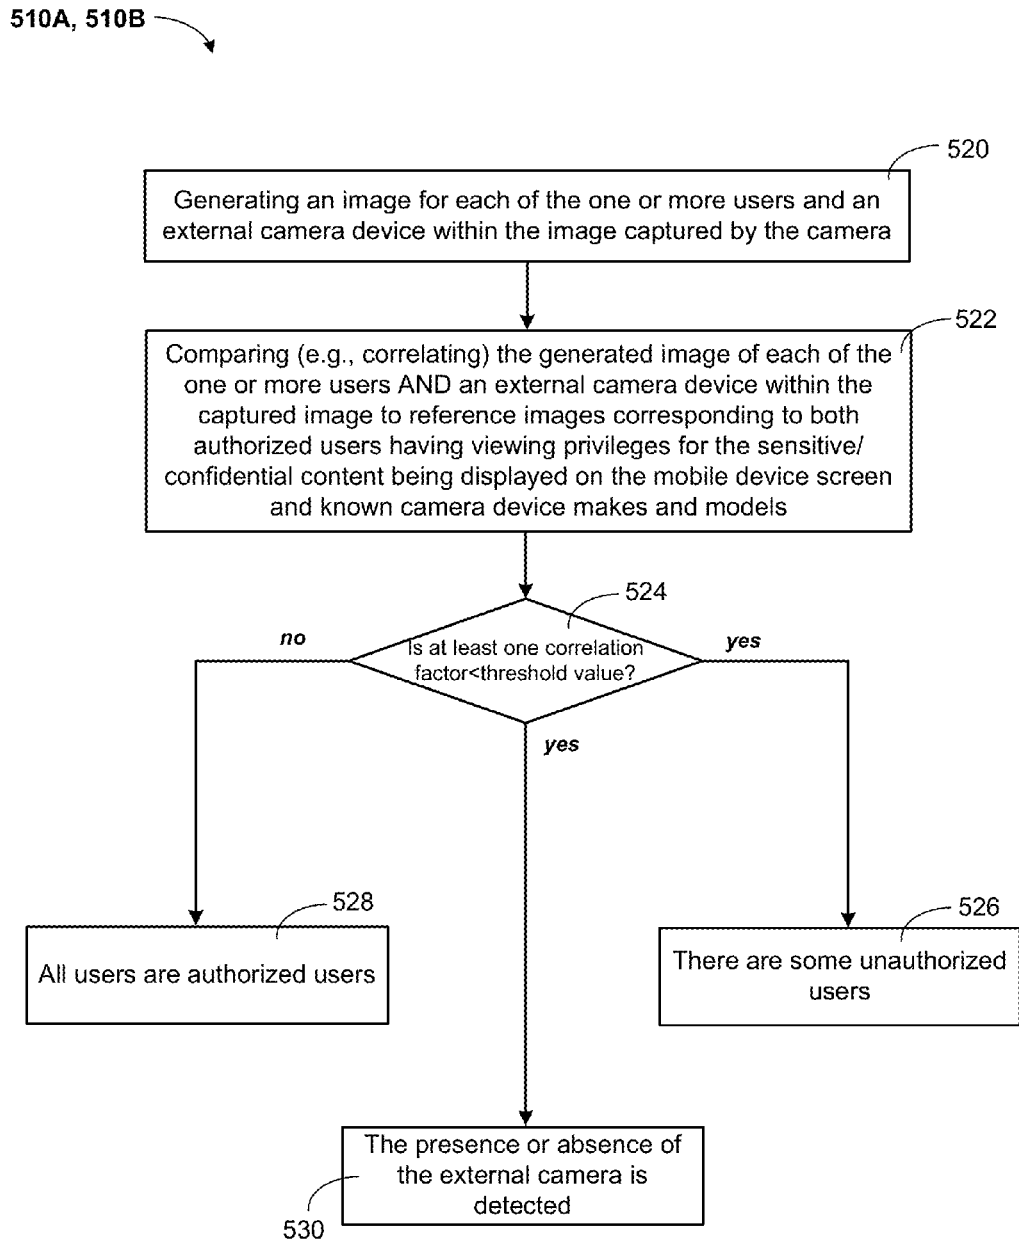 510A, 510B
520
Generating an image for each of the one or more users and an
external camera device within the image captured by the camera
522
Comparing (e.g., correlating) the generated image of each of the
one or more users AND an external camera device within the
captured image to reference images corresponding to both
authorized users having viewing privileges for the sensitive/
confidential content being displayed on the mobile device screen
and known camera device makes and models
524
no
Is at least one correlation
factor<threshold value?
yes
yes
528
All users are authorized users
526
There are some unauthorized
users
The presence or absence of
the external camera is
detected
530